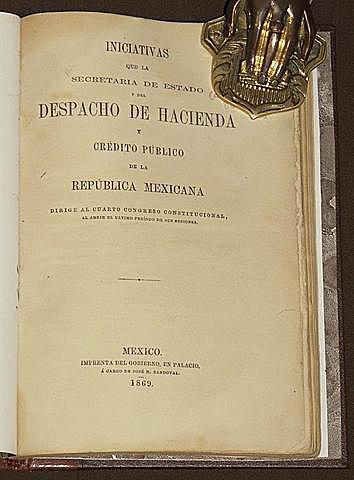 INICIATIVAS
QUE LA
SECRETARIA DE ESTADO
Y DEL
DESPACHO DE HACIENDA
Y
CRÉDITO PÚBLICO
DE LA
REPÚBLICA MEXICANA
DIRIGE AL CUARTO CONGRESO CONSTITUCIONAL,
AL ABRIR EL ÚLTIMO PERÍODO DE SUS SESIONES.
MEXICO.
IMPRENTA DEL GOBIERNO, EN PALACIO,
Á CARGO DE JOSÉ M. SANDOVAL.
1869.